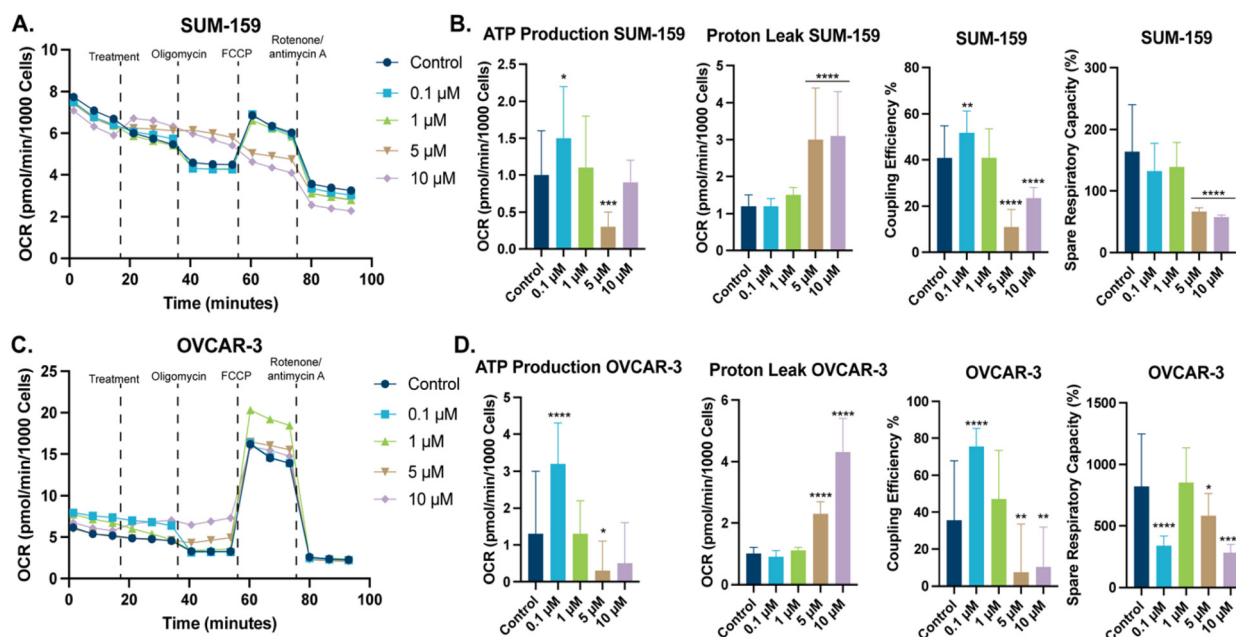 A.
SUM-159
Treatment
Oligomycin
FCCP
Rotenone/
antimycin A
OCR (pmol/min/1000 Cells)
10
8
6
4
2
0
0 20 40 60 80 100
Time (minutes)
Control
0.1 µM
1 µM
5 µM
10 µM
B.
ATP Production SUM-159
OCR (pmol/min/1000 Cells)
2.5
2.0
1.5
1.0
0.5
0.0
*
***
Control
0.1 µM
1 µM
5 µM
10 µM
Proton Leak SUM-159
OCR (pmol/min/1000 Cells)
5
4
3
2
1
0
****
Control
0.1 µM
1 µM
5 µM
10 µM
SUM-159
Coupling Efficiency %
80
60
40
20
0
**
****
****
Control
0.1 µM
1 µM
5 µM
10 µM
SUM-159
Spare Respiratory Capacity (%)
300
200
100
0
****
Control
0.1 µM
1 µM
5 µM
10 µM
C.
OVCAR-3
Treatment
Oligomycin
FCCP
Rotenone/
antimycin A
OCR (pmol/min/1000 Cells)
25
20
15
10
5
0
0 20 40 60 80 100
Time (minutes)
Control
0.1 µM
1 µM
5 µM
10 µM
D.
ATP Production OVCAR-3
OCR (pmol/min/1000 Cells)
5
4
3
2
1
0
****
*
Control
0.1 µM
1 µM
5 µM
10 µM
Proton Leak OVCAR-3
OCR (pmol/min/1000 Cells)
6
4
2
0
****
****
Control
0.1 µM
1 µM
5 µM
10 µM
OVCAR-3
Coupling Efficiency %
100
80
60
40
20
0
****
**
**
Control
0.1 µM
1 µM
5 µM
10 µM
OVCAR-3
Spare Respiratory Capacity (%)
1500
1000
500
0
****
*
Control
0.1 µM
1 µM
5 µM
10 µM